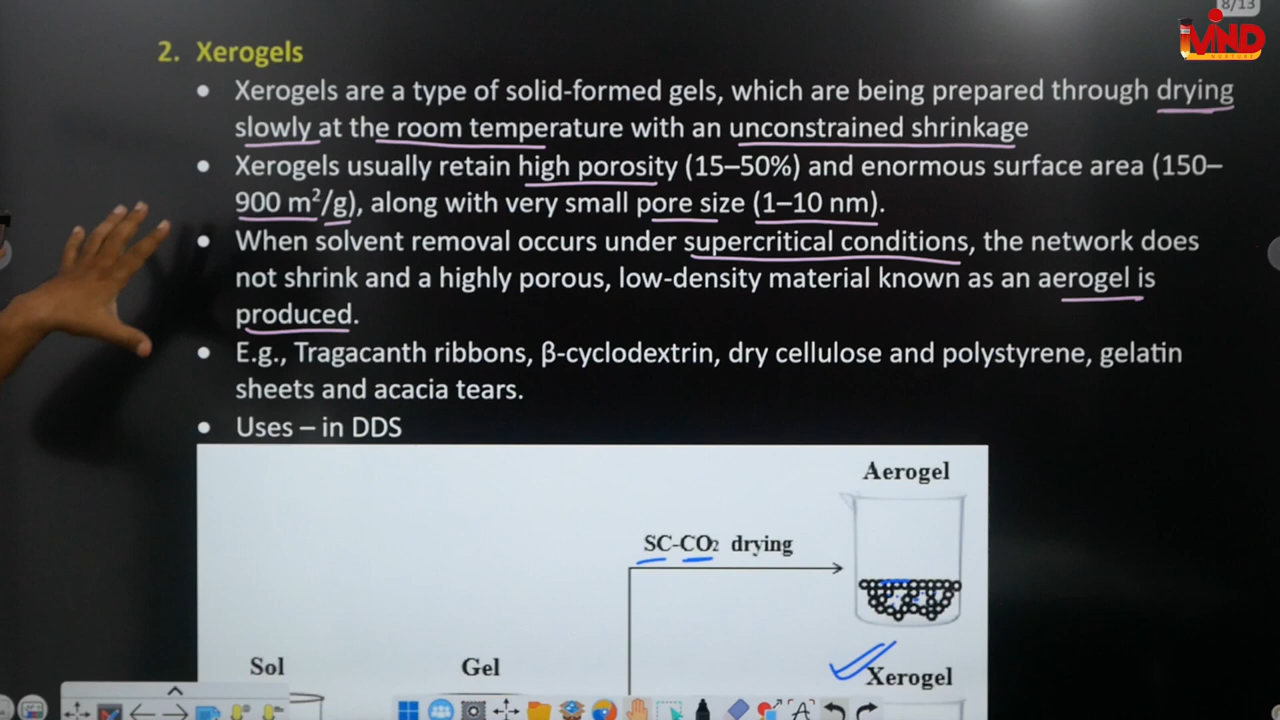 8/13
MIND
NURTURE
2. Xerogels
• Xerogels are a type of solid-formed gels, which are being prepared through drying
slowly at the room temperature with an unconstrained shrinkage
• Xerogels usually retain high porosity (15–50%) and enormous surface area (150–
900 m²/g), along with very small pore size (1–10 nm).
• When solvent removal occurs under supercritical conditions, the network does
not shrink and a highly porous, low-density material known as an aerogel is
produced.
• E.g., Tragacanth ribbons, β-cyclodextrin, dry cellulose and polystyrene, gelatin
sheets and acacia tears.
• Uses – in DDS
Aerogel
SC-CO₂ drying
Sol Gel Xerogel